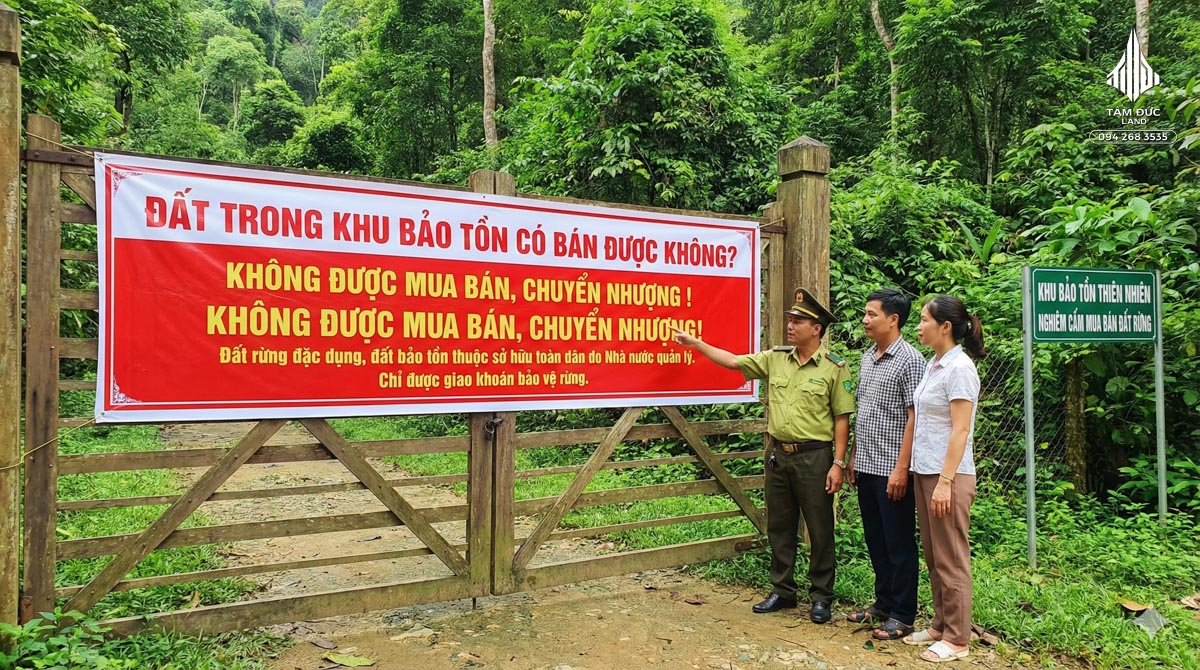 ĐẤT TRONG KHU BẢO TỒN CÓ BÁN ĐƯỢC KHÔNG?
KHÔNG ĐƯỢC MUA BÁN, CHUYỂN NHƯỢNG !
KHÔNG ĐƯỢC MUA BÁN, CHUYỂN NHƯỢNG!
Đất rừng đặc dụng, đất bảo tồn thuộc sở hữu toàn dân do Nhà nước quản lý.
Chỉ được giao khoán bảo vệ rừng.
KHU BẢO TỒN THIÊN NHIÊN
NGHIÊM CẤM MUA BÁN ĐẤT RỪNG
TAM ĐỨC
LAND
094 268 3535